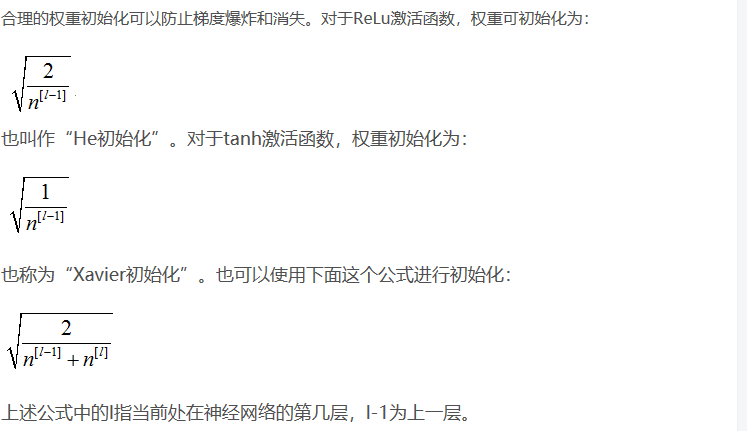 合理的权重初始化可以防止梯度爆炸和消失。对于ReLu激活函数，权重可初始化为：
√(2/n^[l−1])
也叫作“He初始化”。对于tanh激活函数，权重初始化为：
√(1/n^[l−1])
也称为“Xavier初始化”。也可以使用下面这个公式进行初始化：
√(2/(n^[l−1]+n^[l]))
上述公式中的l指当前处在神经网络的第几层，l-1为上一层。